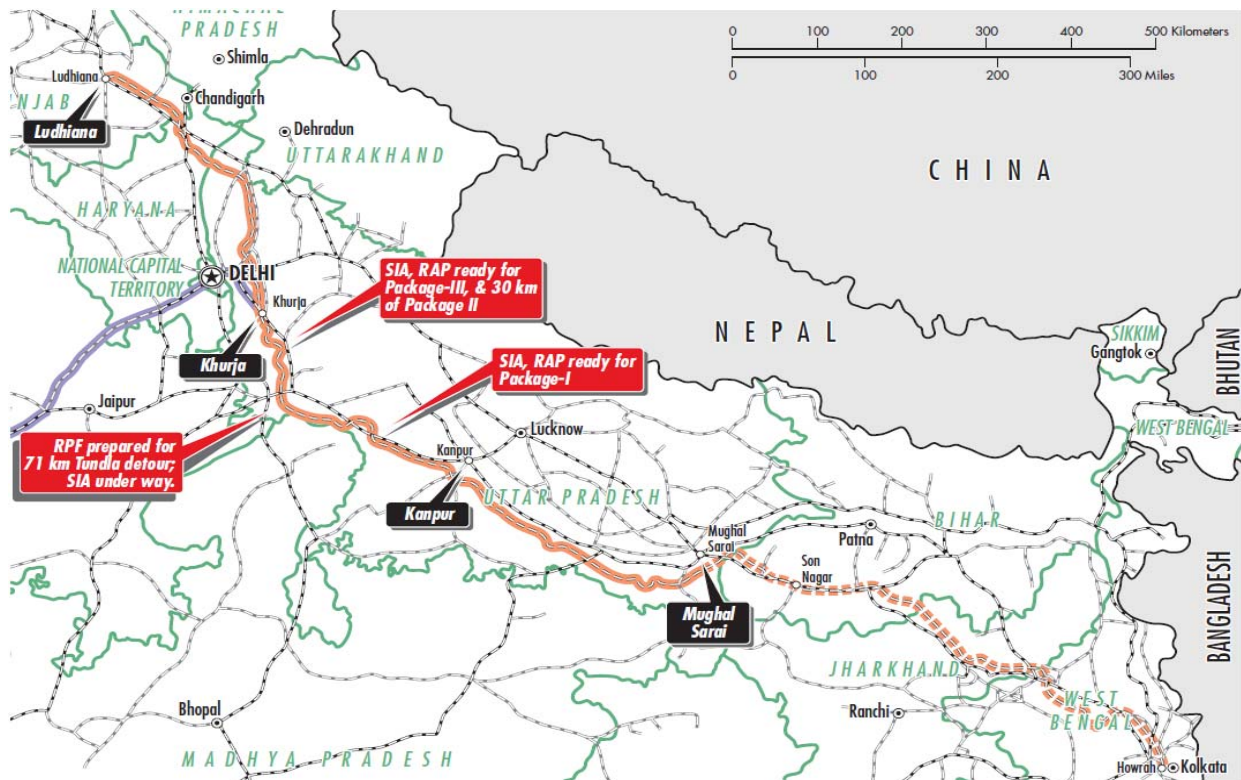 HIMACHAL
PRADESH
0 100 200 300 400 500 Kilometers
0 100 200 300 Miles
Shimla
Ludhiana
Chandigarh
NJAB
Ludhiana
Dehradun
UTTARAKHAND
CHINA
HARYANA
NATIONAL CAPITAL
TERRITORY
DELHI
SIA, RAP ready for
Package-III, & 30 km
of Package II
Khurja
NEPAL
SIKKIM
Gangtok
BHUTAN
Khurja
SIA, RAP ready for
Package-I
Jaipur
Lucknow
WEST BENGAL
RPF prepared for
71 km Tundla detour;
SIA under way.
Kanpur
Kanpur
UTTAR PRADESH
BIHAR
Mughal
Sarai
Patna
Son
Nagar
BANGLADESH
Mughal
Sarai
JHARKHAND
WEST
BENGAL
Bhopal
Ranchi
MADHYA PRADESH
Howrah
Kolkata